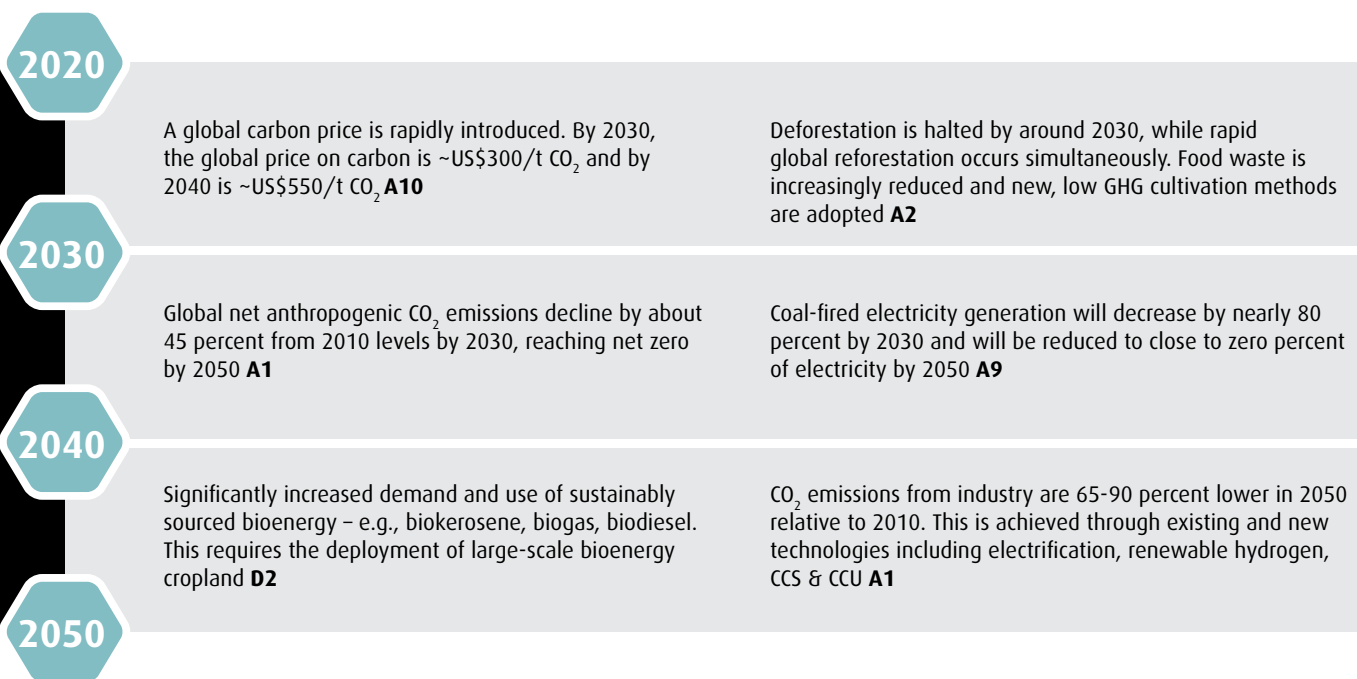 2020
A global carbon price is rapidly introduced. By 2030,
the global price on carbon is ~US$300/t CO₂ and by
2040 is ~US$550/t CO₂ A10
Deforestation is halted by around 2030, while rapid
global reforestation occurs simultaneously. Food waste is
increasingly reduced and new, low GHG cultivation methods
are adopted A2
2030
Global net anthropogenic CO₂ emissions decline by about
45 percent from 2010 levels by 2030, reaching net zero
by 2050 A1
Coal-fired electricity generation will decrease by nearly 80
percent by 2030 and will be reduced to close to zero percent
of electricity by 2050 A9
2040
Significantly increased demand and use of sustainably
sourced bioenergy – e.g., biokerosene, biogas, biodiesel.
This requires the deployment of large-scale bioenergy
cropland D2
CO₂ emissions from industry are 65-90 percent lower in 2050
relative to 2010. This is achieved through existing and new
technologies including electrification, renewable hydrogen,
CCS & CCU A1
2050